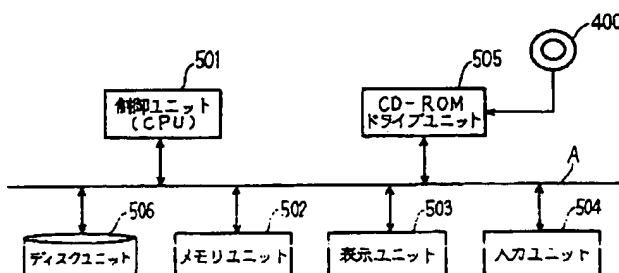 400
501
505
制御ユニット
(CPU)
CD-ROM
ドライブユニット
A
506
502
503
504
ディスクユニット
メモリユニット
表示ユニット
入力ユニット